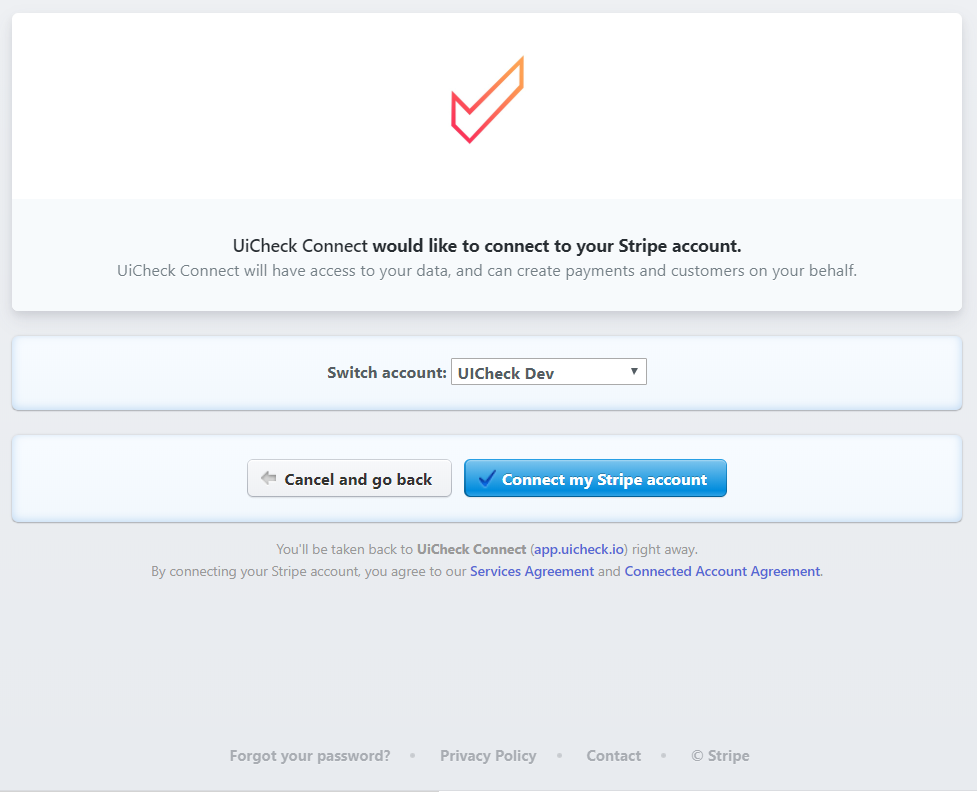 UiCheck Connect would like to connect to your Stripe account.
UiCheck Connect will have access to your data, and can create payments and customers on your behalf.
Switch account: UICheck Dev
Cancel and go back Connect my Stripe account
You'll be taken back to UiCheck Connect (app.uicheck.io) right away.
By connecting your Stripe account, you agree to our Services Agreement and Connected Account Agreement.
Forgot your password? • Privacy Policy • Contact • © Stripe